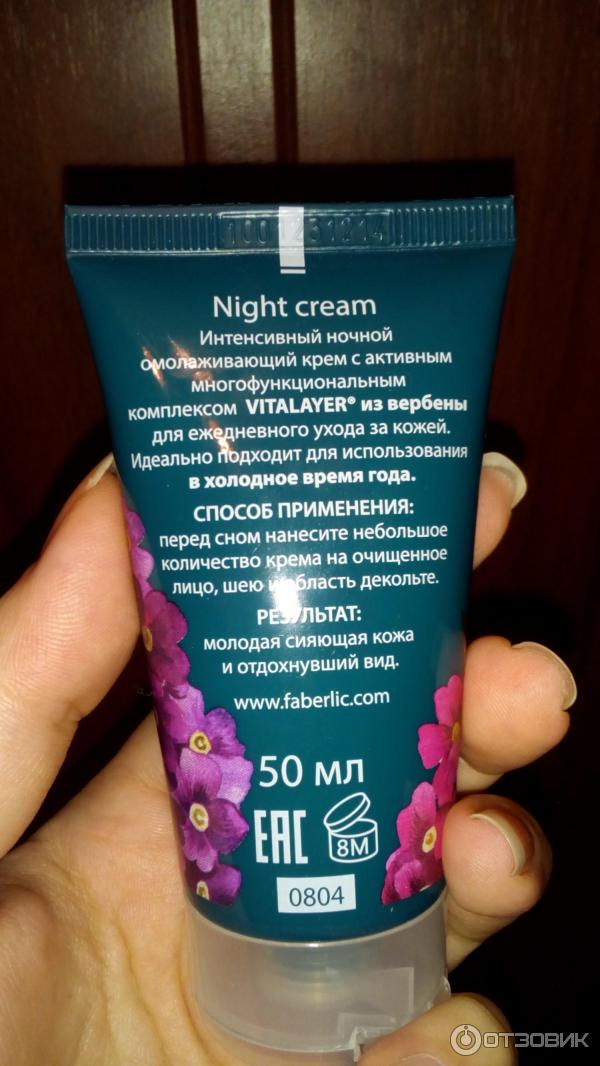 Night cream
Интенсивный ночной
омолаживающий крем с активным
многофункциональным
комплексом VITALAYER® из вербены
для ежедневного ухода за кожей.
Идеально подходит для использования
в холодное время года.
СПОСОБ ПРИМЕНЕНИЯ:
перед сном нанесите небольшое
количество крема на очищенное
лицо, шею и область декольте.
РЕЗУЛЬТАТ:
молодая сияющая кожа
и отдохнувший вид.
www.faberlic.com
50 мл
EAC
8M
0804
ОТЗОВИК